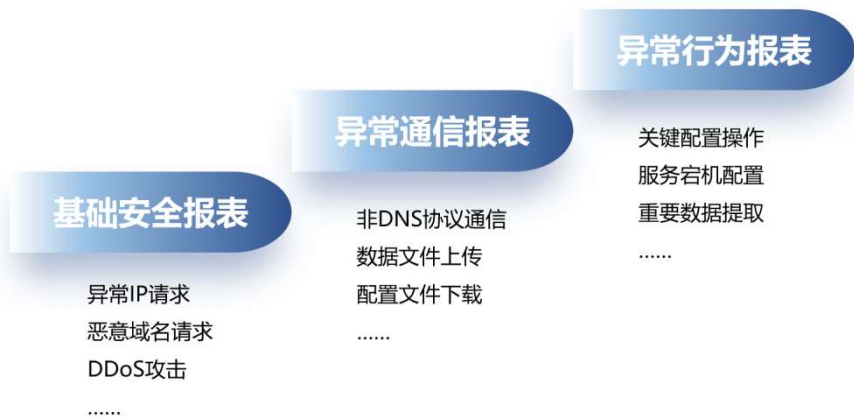 基础安全报表
异常IP请求
恶意域名请求
DDoS攻击
......
异常通信报表
非DNS协议通信
数据文件上传
配置文件下载
......
异常行为报表
关键配置操作
服务宕机配置
重要数据提取
......